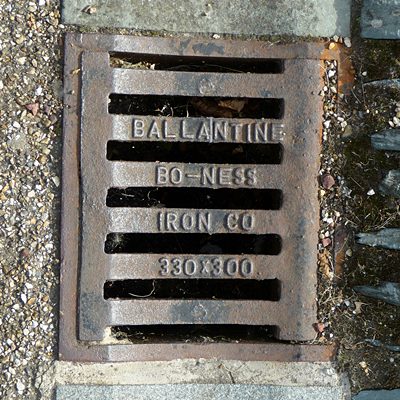 BALLANTINE
BO-NESS
IRON CO
330X300